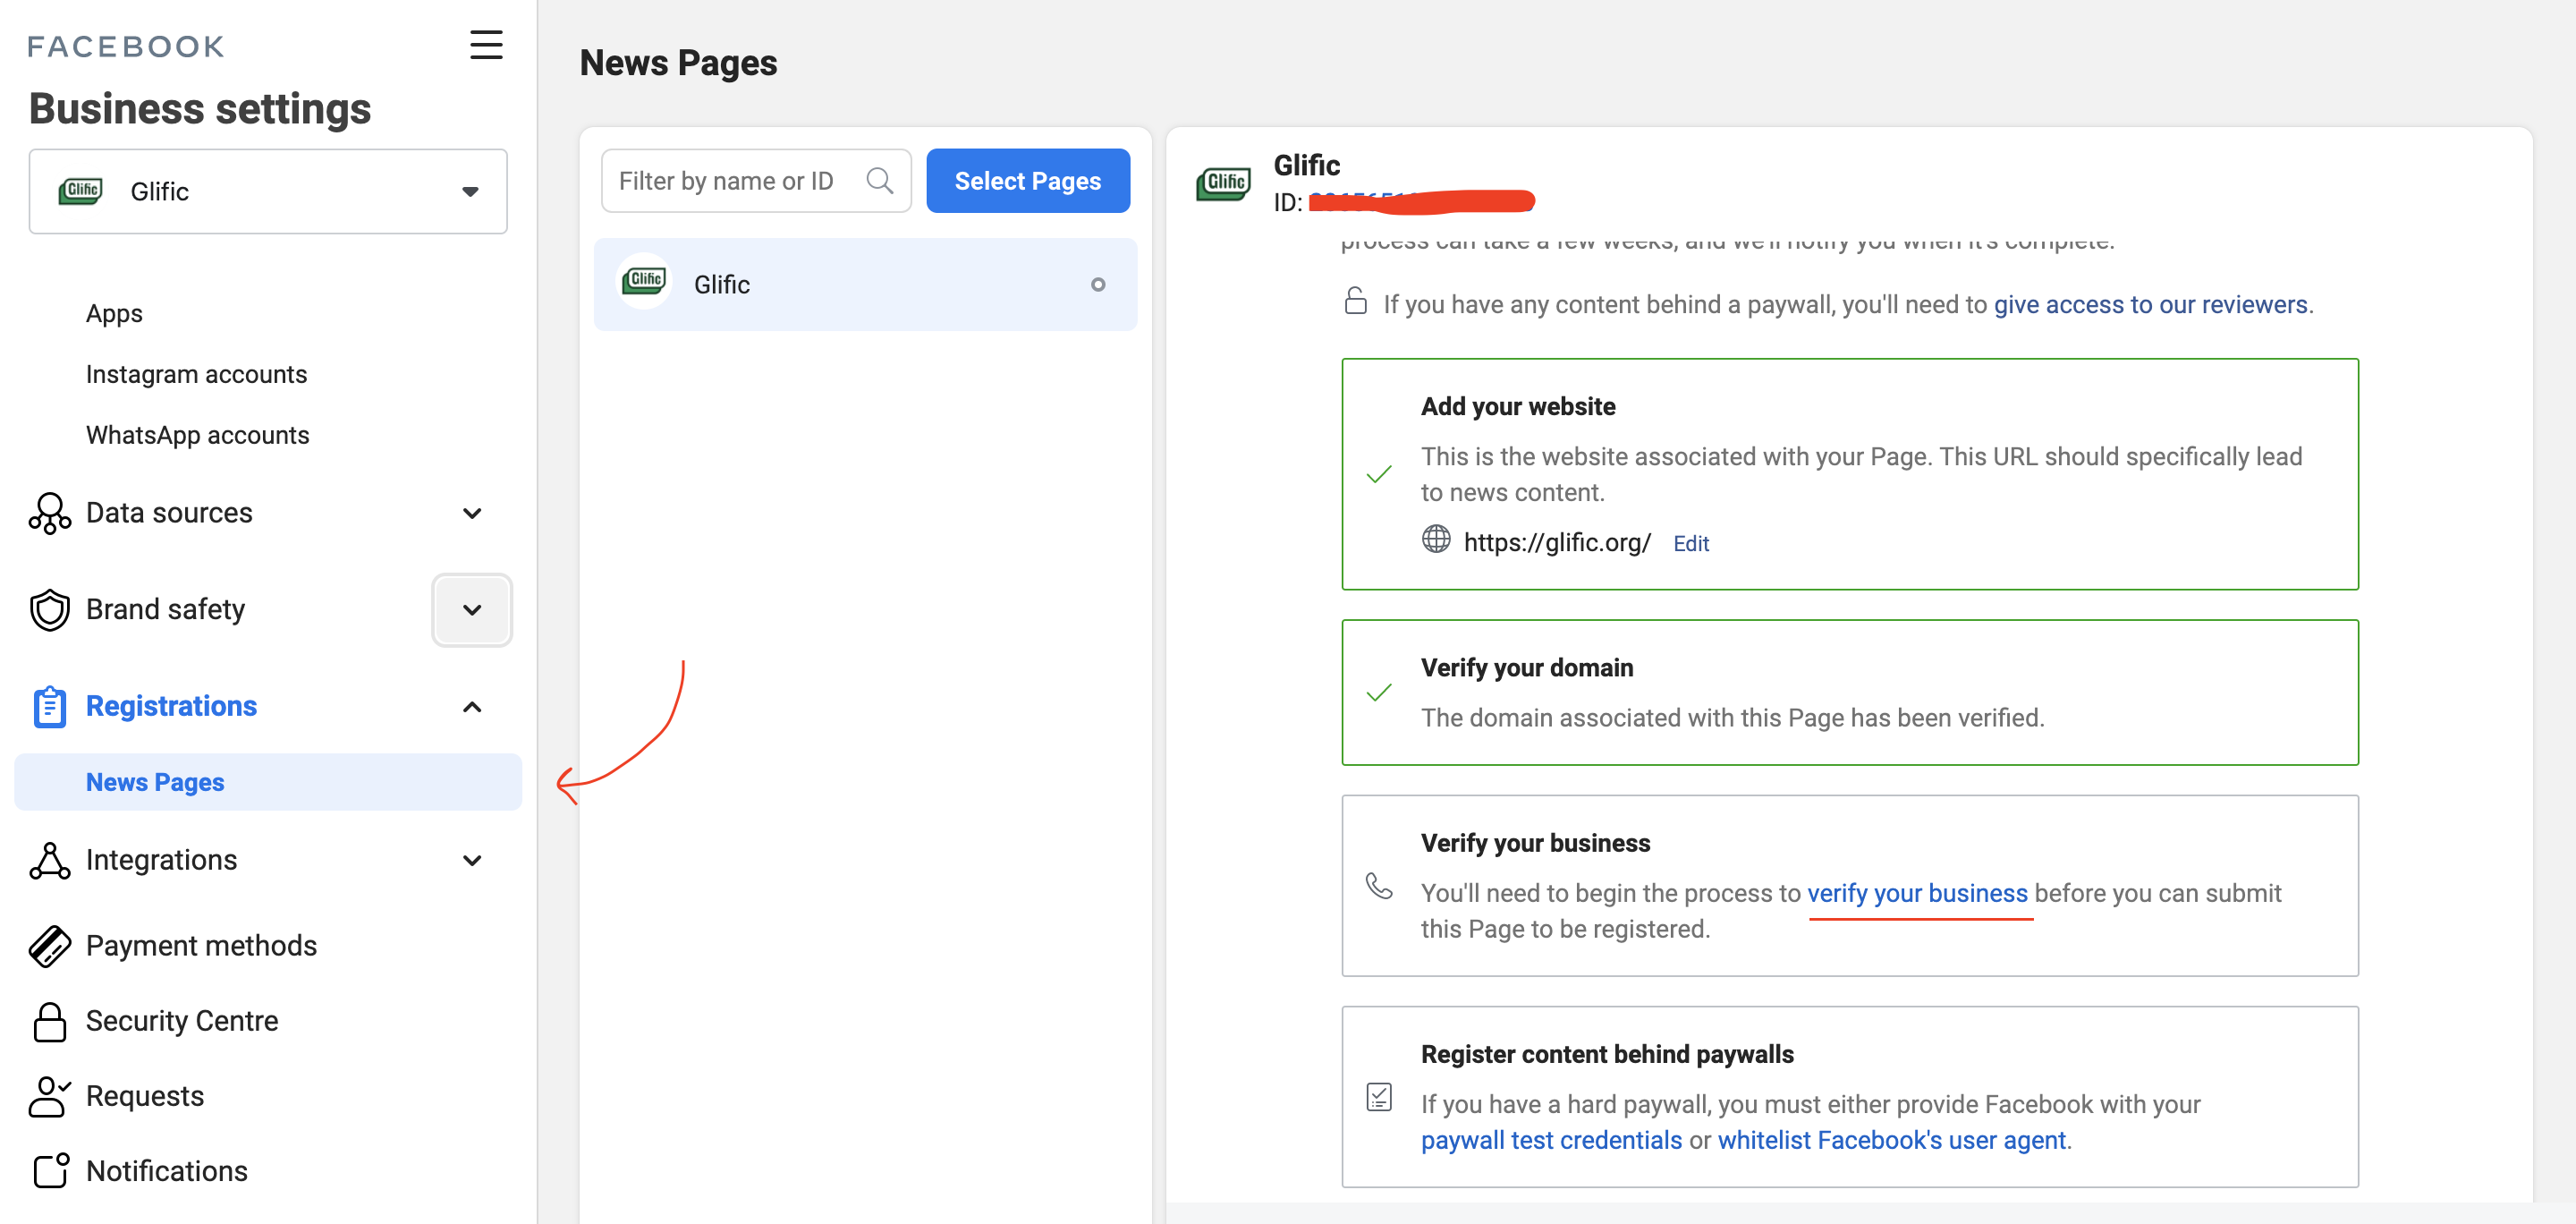 FACEBOOK
Business settings
Glific
Glific
Apps
Instagram accounts
WhatsApp accounts
Data sources
Brand safety
Registrations
News Pages
Integrations
Payment methods
Security Centre
Requests
Notifications
News Pages
Filter by name or ID
Select Pages
Glific
Glific
Glific
Glific
ID:
process can take a few weeks, and we'll notify you when it's complete.
If you have any content behind a paywall, you'll need to give access to our reviewers.
Add your website
This is the website associated with your Page. This URL should specifically lead
to news content.
https://glific.org/ Edit
Verify your domain
The domain associated with this Page has been verified.
Verify your business
You'll need to begin the process to verify your business before you can submit
this Page to be registered.
Register content behind paywalls
If you have a hard paywall, you must either provide Facebook with your
paywall test credentials or whitelist Facebook's user agent.